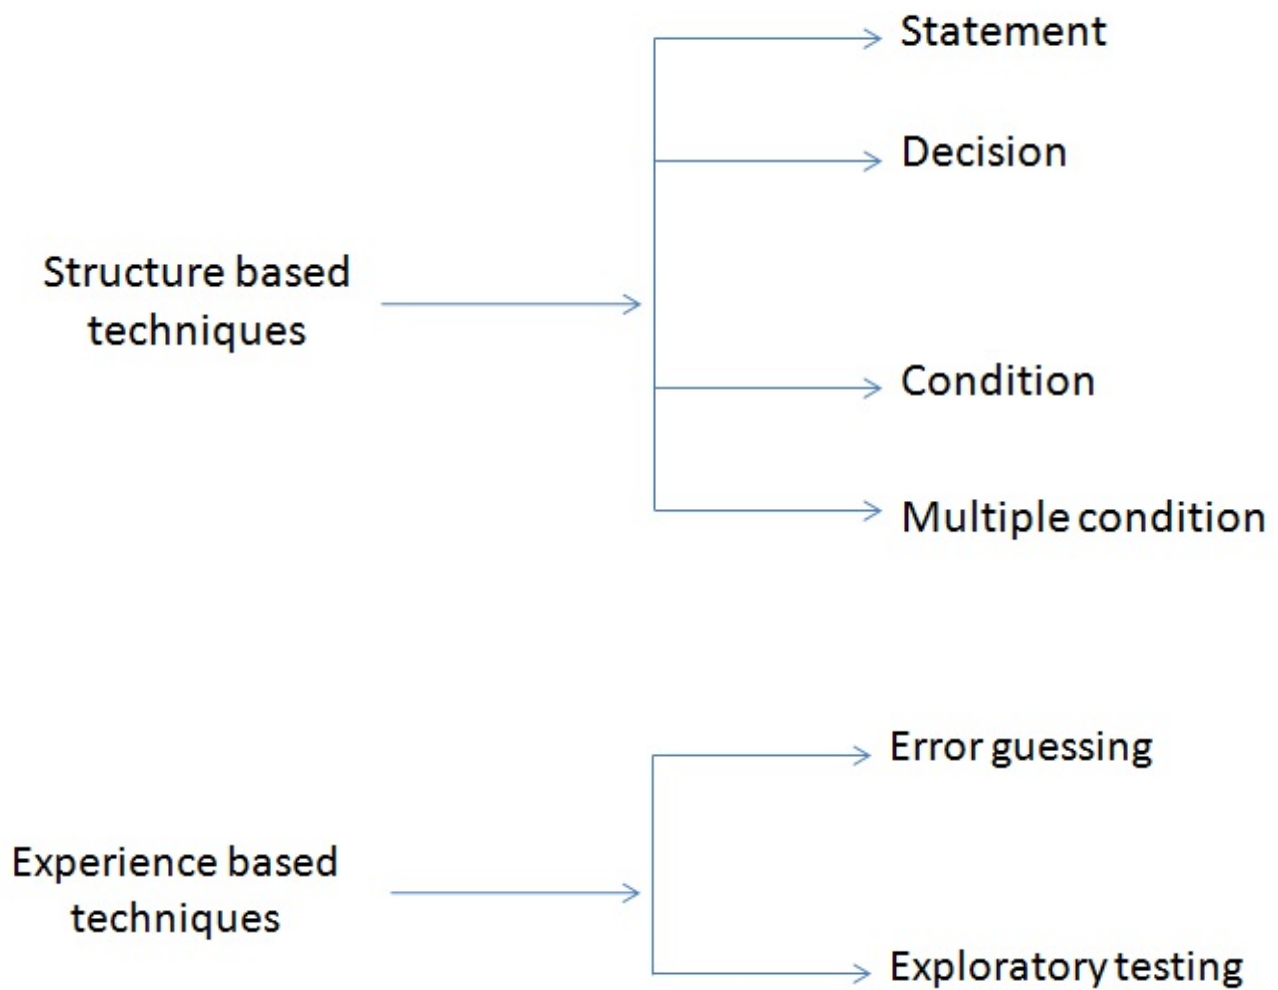 Statement
Decision
Structure based
techniques
Condition
Multiple condition
Error guessing
Experience based
techniques
Exploratory testing